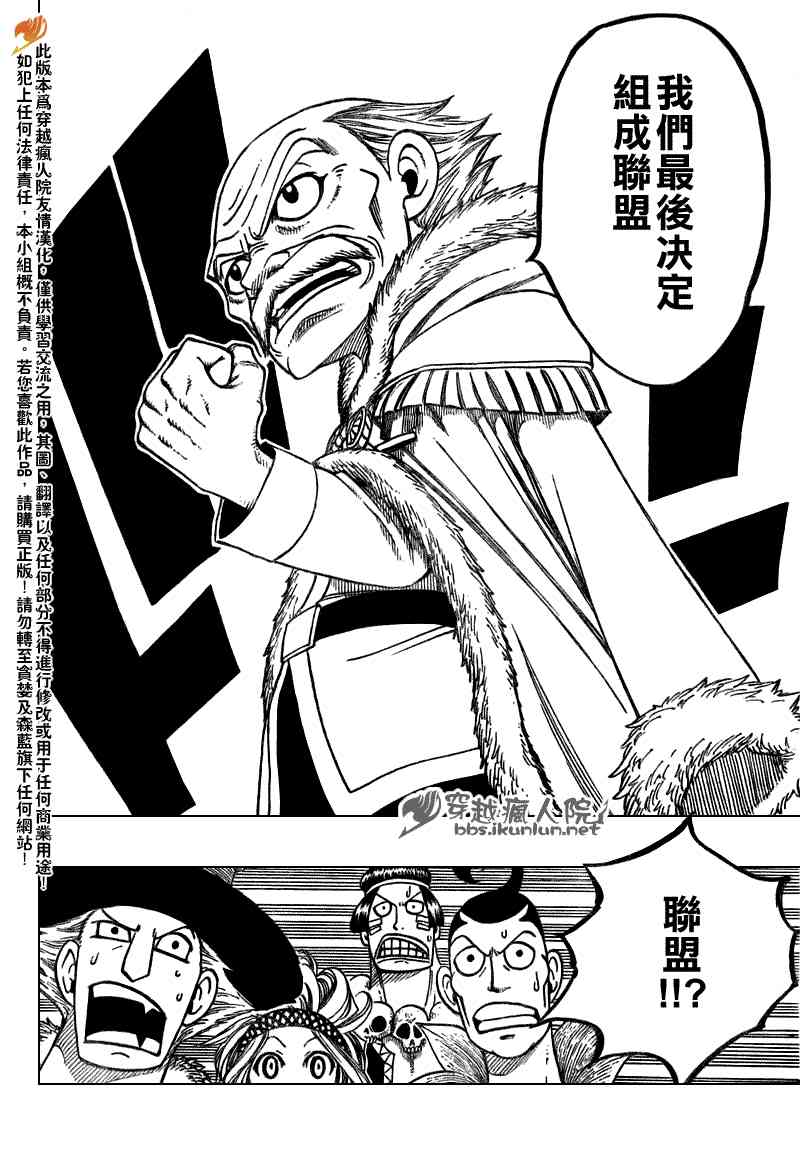 我們最後決定
組成聯盟
聯盟
!!?
此版本爲穿越瘋人院友情漢化，僅供學習交流之用，其圖、翻譯以及任何部分不得進行修改或用于任何商業用途！
如犯上任何法律責任，本小組概不負責。若您喜歡此作品，請購買正版！請勿轉至貪婪及森藍旗下任何網站！
穿越瘋人院
bbs.ikunlun.net